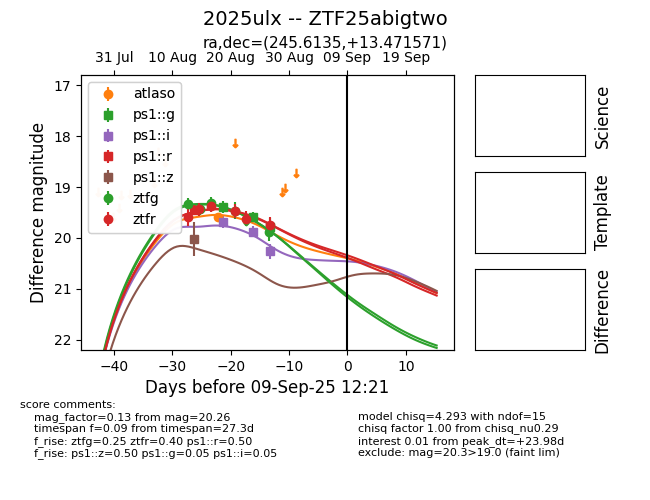 2025ulx -- ZTF25abigtwo
ra,dec=(245.6135,+13.471571)
31 Jul 10 Aug 20 Aug 30 Aug 09 Sep 19 Sep
17
18
19
20
21
22
Difference magnitude
atlaso
ps1::g
ps1::i
ps1::r
ps1::z
ztfg
ztfr
−40 −30 −20 −10 0 10
Days before 09-Sep-25 12:21
Science
Template
Difference
score comments:
mag_factor=0.13 from mag=20.26
timespan f=0.09 from timespan=27.3d
f_rise: ztfg=0.25 ztfr=0.40 ps1::r=0.50
f_rise: ps1::z=0.50 ps1::g=0.05 ps1::i=0.05
model chisq=4.293 with ndof=15
chisq factor 1.00 from chisq_nu0.29
interest 0.01 from peak_dt=+23.98d
exclude: mag=20.3>19.0 (faint lim)